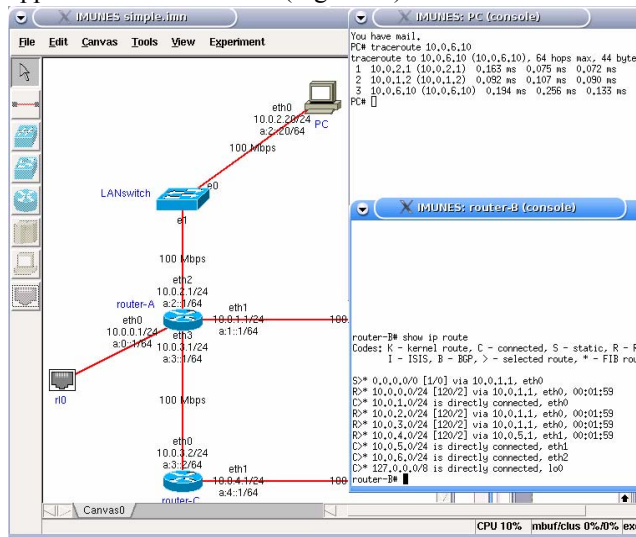 IMUNES simple.imn
File Edit Canvas Tools View Experiment
eth0
10.0.2.20/24
a:2::20/64
PC
100 Mbps
LANswitch
e0
e1
100 Mbps
eth2
10.0.2.1/24
a:2::1/64
router-A
eth1
10.0.1.1/24
a:1::1/64
100
eth0
10.0.0.1/24
a:0::1/64
eth3
10.0.3.1/24
a:3::1/64
rl0
100 Mbps
eth0
10.0.3.2/24
a:3::2/64
eth1
10.0.4.1/24
a:4::1/64
100
router-C
Canvas0
CPU 10% mbuf/clus 0%/0%
IMUNES: PC (console)
You have mail.
PC# traceroute 10.0.6.10
traceroute to 10.0.6.10 (10.0.6.10), 64 hops max, 44 byte
1 10.0.2.1 (10.0.2.1) 0.163 ms 0.075 ms 0.072 ms
2 10.0.1.2 (10.0.1.2) 0.092 ms 0.107 ms 0.090 ms
3 10.0.6.10 (10.0.6.10) 0.194 ms 0.256 ms 0.133 ms
PC#
IMUNES: router-B (console)
router-B# show ip route
Codes: K - kernel route, C - connected, S - static, R - R
I - ISIS, B - BGP, > - selected route, * - FIB rou
S>* 0.0.0.0/0 [1/0] via 10.0.1.1, eth0
R>* 10.0.0.0/24 [120/2] via 10.0.1.1, eth0, 00:01:59
C>* 10.0.1.0/24 is directly connected, eth0
R>* 10.0.2.0/24 [120/2] via 10.0.1.1, eth0, 00:01:59
R>* 10.0.3.0/24 [120/2] via 10.0.1.1, eth0, 00:01:59
R>* 10.0.4.0/24 [120/2] via 10.0.5.1, eth1, 00:01:59
C>* 10.0.5.0/24 is directly connected, eth1
C>* 10.0.6.0/24 is directly connected, eth2
C>* 127.0.0.0/8 is directly connected, lo0
router-B#